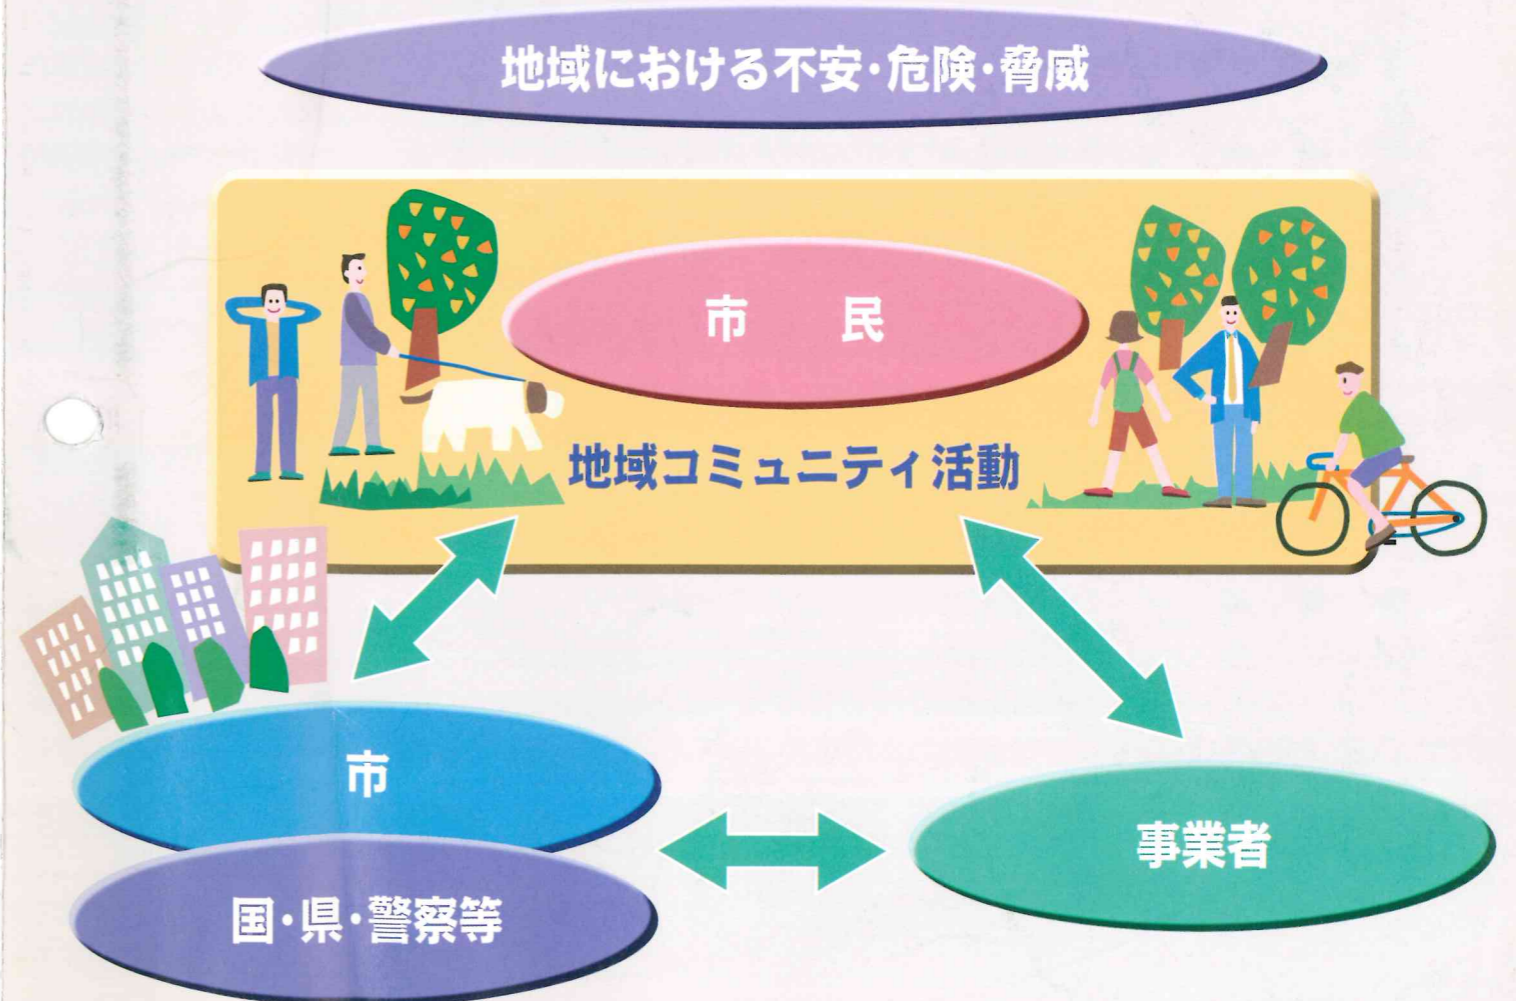 地域における不安・危険・脅威
市　民
地域コミュニティ活動
市
国・県・警察等
事業者